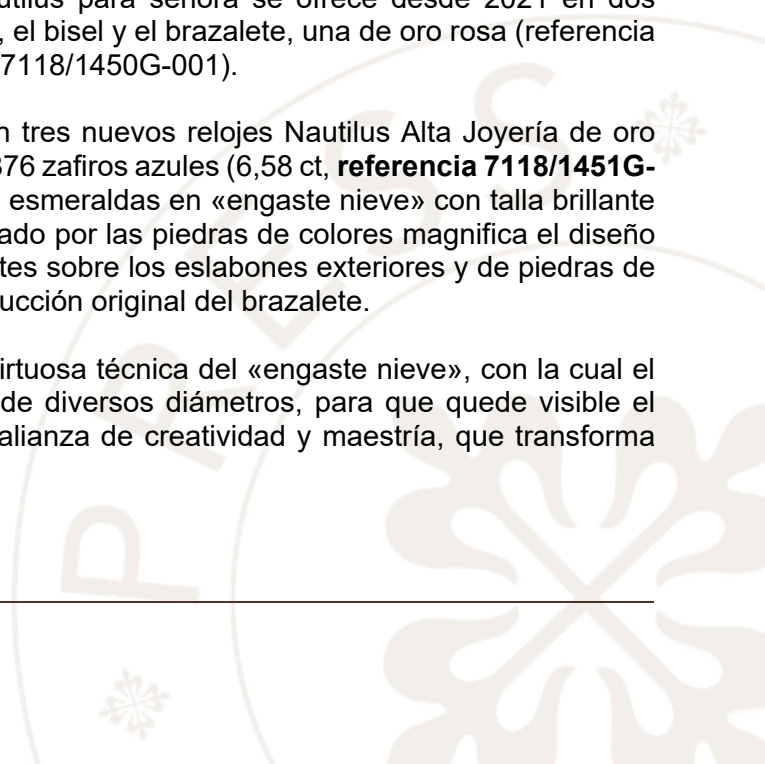 utilus para señora se ofrece desde 2021 en dos
, el bisel y el brazalete, una de oro rosa (referencia
7118/1450G-001).
n tres nuevos relojes Nautilus Alta Joyería de oro
376 zafiros azules (6,58 ct, referencia 7118/1451G-
esmeraldas en «engaste nieve» con talla brillante
ado por las piedras de colores magnifica el diseño
tes sobre los eslabones exteriores y de piedras de
ucción original del brazalete.
irtuosa técnica del «engaste nieve», con la cual el
de diversos diámetros, para que quede visible el
alianza de creatividad y maestría, que transforma
PRESS